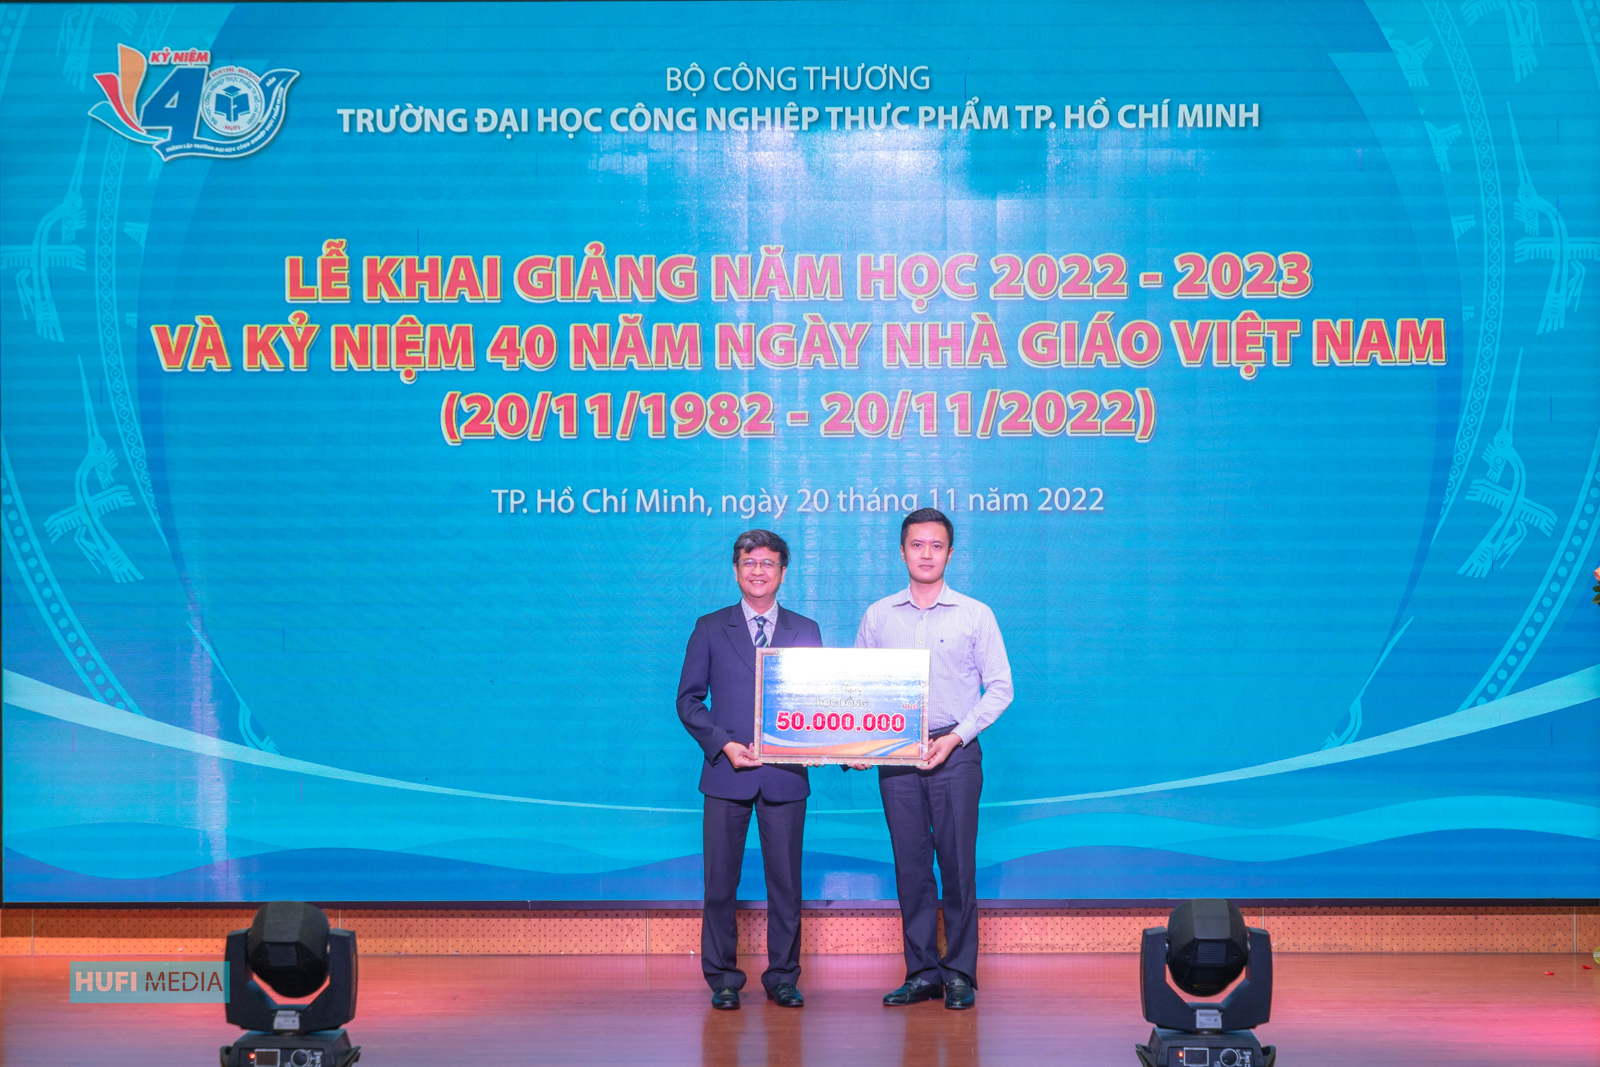 KỶ NIỆM
40
HUFI
BỘ CÔNG THƯƠNG
TRƯỜNG ĐẠI HỌC CÔNG NGHIỆP THỰC PHẨM TP. HỒ CHÍ MINH
LỄ KHAI GIẢNG NĂM HỌC 2022 - 2023
VÀ KỶ NIỆM 40 NĂM NGÀY NHÀ GIÁO VIỆT NAM
(20/11/1982 - 20/11/2022)
TP. Hồ Chí Minh, ngày 20 tháng 11 năm 2022
50.000.000
HUFI MEDIA